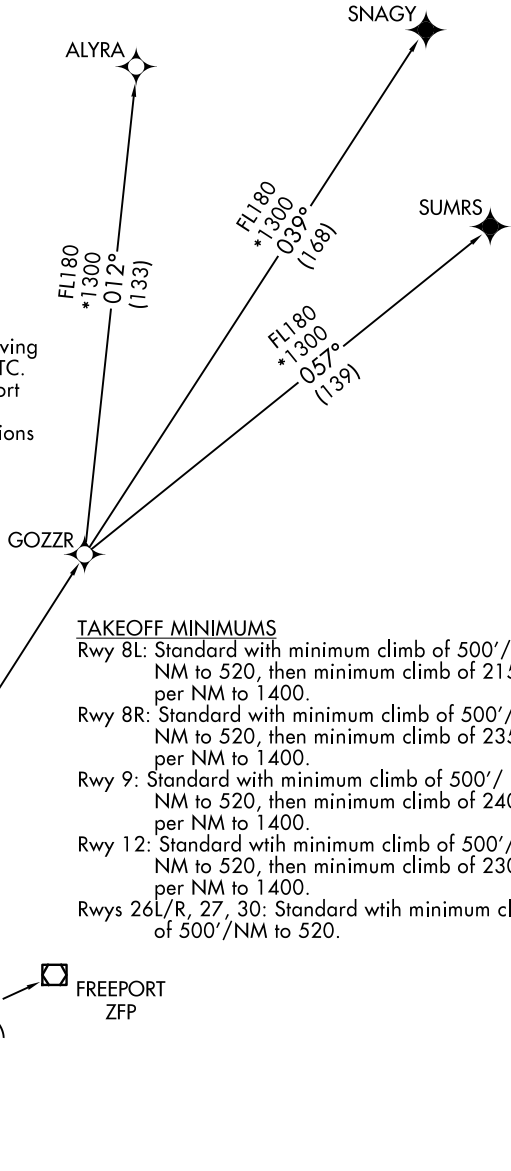 SNAGY
ALYRA
SUMRS
FL180
*1300
039°
(168)
FL180
*1300
012°
(133)
FL180
*1300
057°
(139)
ort
GOZZR
TAKEOFF MINIMUMS
Rwy 8L: Standard with minimum climb of 500'/
NM to 520, then minimum climb of 215
per NM to 1400.
Rwy 8R: Standard with minimum climb of 500'/
NM to 520, then minimum climb of 235
per NM to 1400.
Rwy 9: Standard with minimum climb of 500'/
NM to 520, then minimum climb of 240
per NM to 1400.
Rwy 12: Standard wtih minimum climb of 500'/
NM to 520, then minimum climb of 230
per NM to 1400.
Rwys 26L/R, 27, 30: Standard wtih minimum cl
of 500'/NM to 520.
FREEPORT
ZFP